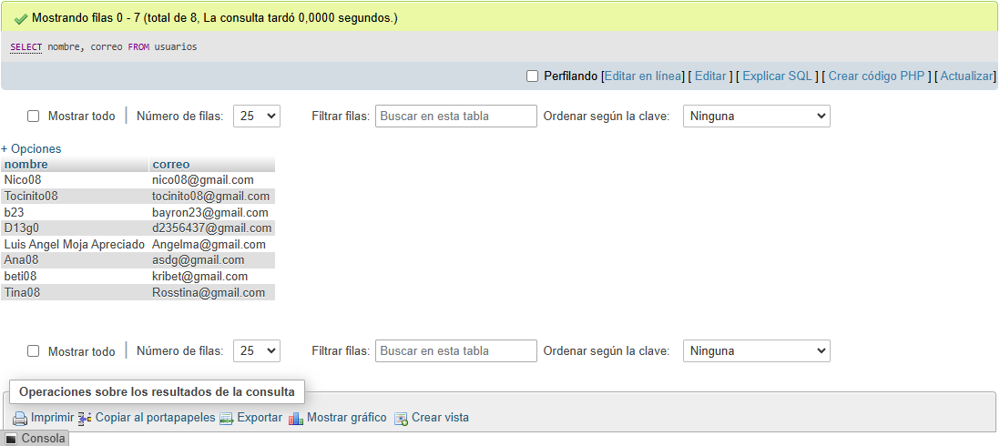 Mostrando filas 0 - 7 (total de 8, La consulta tardó 0,0000 segundos.)
SELECT nombre, correo FROM usuarios
Perfilando [Editar en línea] [ Editar ] [ Explicar SQL ] [ Crear código PHP ] [ Actualizar]
Mostrar todo | Número de filas: 25 Filtrar filas: Buscar en esta tabla Ordenar según la clave: Ninguna
+ Opciones
nombre correo
Nico08 nico08@gmail.com
Tocinito08 tocinito08@gmail.com
b23 bayron23@gmail.com
D13g0 d2356437@gmail.com
Luis Angel Moja Apreciado Angelma@gmail.com
Ana08 asdg@gmail.com
beti08 kribet@gmail.com
Tina08 Rosstina@gmail.com
Mostrar todo | Número de filas: 25 Filtrar filas: Buscar en esta tabla Ordenar según la clave: Ninguna
Operaciones sobre los resultados de la consulta
Imprimir Copiar al portapapeles Exportar Mostrar gráfico Crear vista
Consola